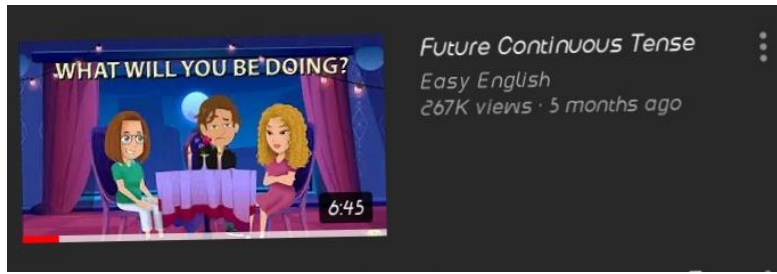 WHAT WILL YOU BE DOING?
6:45
Future Continuous Tense
Easy English
267K views · 5 months ago